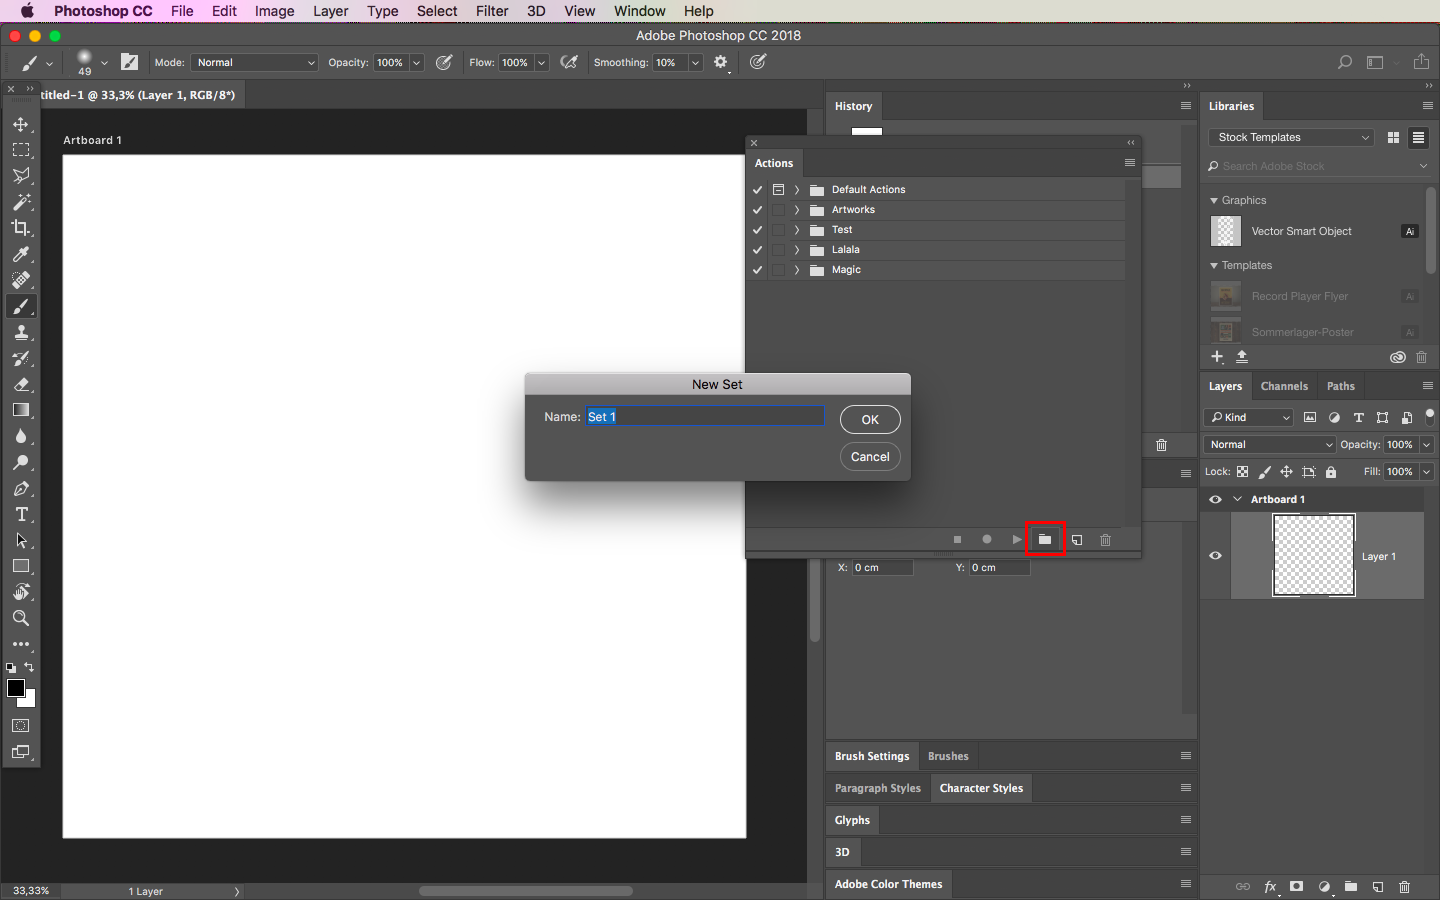 Photoshop CC File Edit Image Layer Type Select Filter 3D View Window Help
Adobe Photoshop CC 2018
49 Mode: Normal Opacity: 100% Flow: 100% Smoothing: 10%
titled-1 @ 33,3% (Layer 1, RGB/8*)
Artboard 1
History
Actions
Default Actions
Artworks
Test
Lalala
Magic
New Set
Name: Set 1
OK
Cancel
X: 0 cm Y: 0 cm
Brush Settings Brushes
Paragraph Styles Character Styles
Glyphs
3D
Adobe Color Themes
Libraries
Stock Templates
Search Adobe Stock
Graphics
Vector Smart Object Ai
Templates
Record Player Flyer Ai
Sommerlager-Poster Ai
Layers Channels Paths
Kind
Normal Opacity: 100%
Lock: Fill: 100%
Artboard 1
Layer 1
33,33% 1 Layer